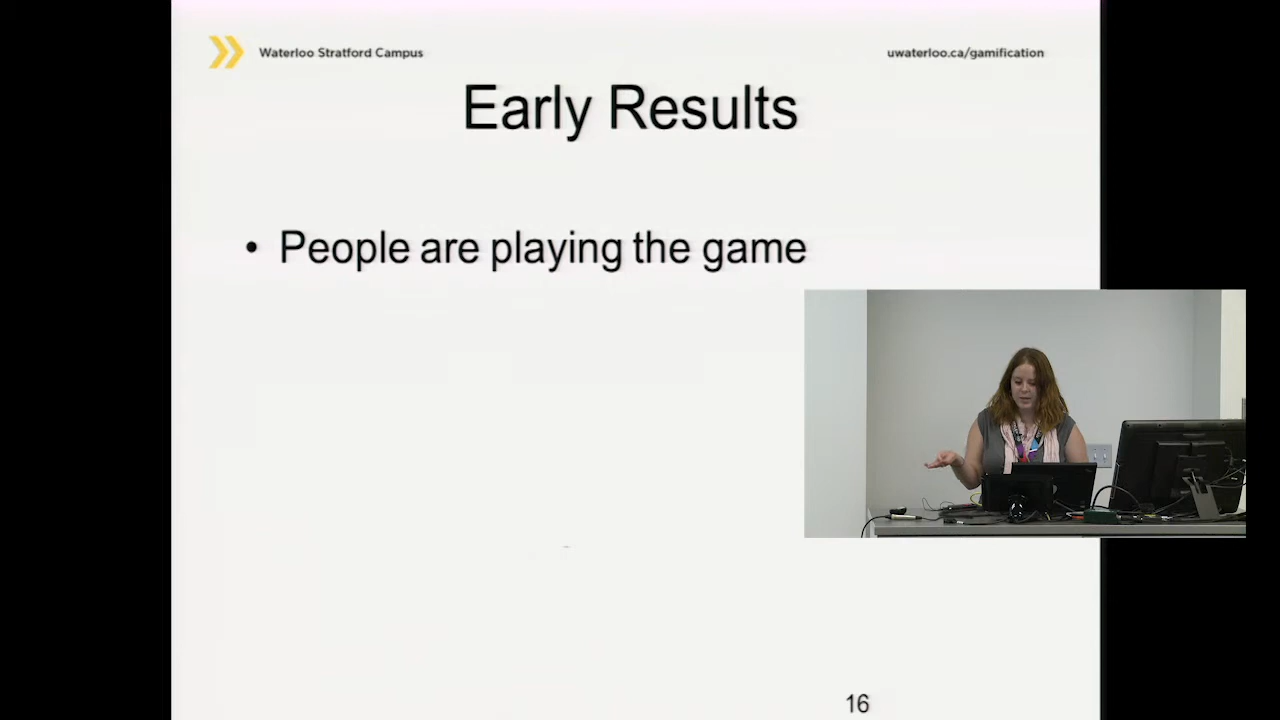 Waterloo Stratford Campus
uwaterloo.ca/gamification
Early Results
• People are playing the game
16